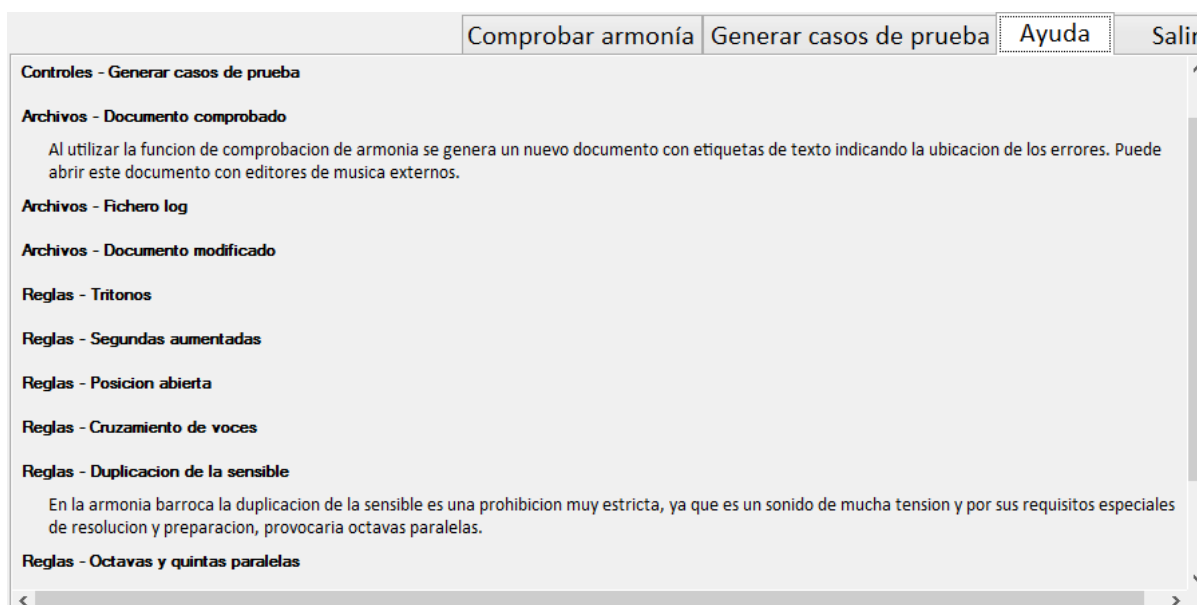 Comprobar armonía Generar casos de prueba Ayuda Salir
Controles - Generar casos de prueba
Archivos - Documento comprobado
Al utilizar la funcion de comprobacion de armonia se genera un nuevo documento con etiquetas de texto indicando la ubicacion de los errores. Puede
abrir este documento con editores de musica externos.
Archivos - Fichero log
Archivos - Documento modificado
Reglas - Tritonos
Reglas - Segundas aumentadas
Reglas - Posicion abierta
Reglas - Cruzamiento de voces
Reglas - Duplicacion de la sensible
En la armonia barroca la duplicacion de la sensible es una prohibicion muy estricta, ya que es un sonido de mucha tension y por sus requisitos especiales
de resolucion y preparacion, provocaria octavas paralelas.
Reglas - Octavas y quintas paralelas